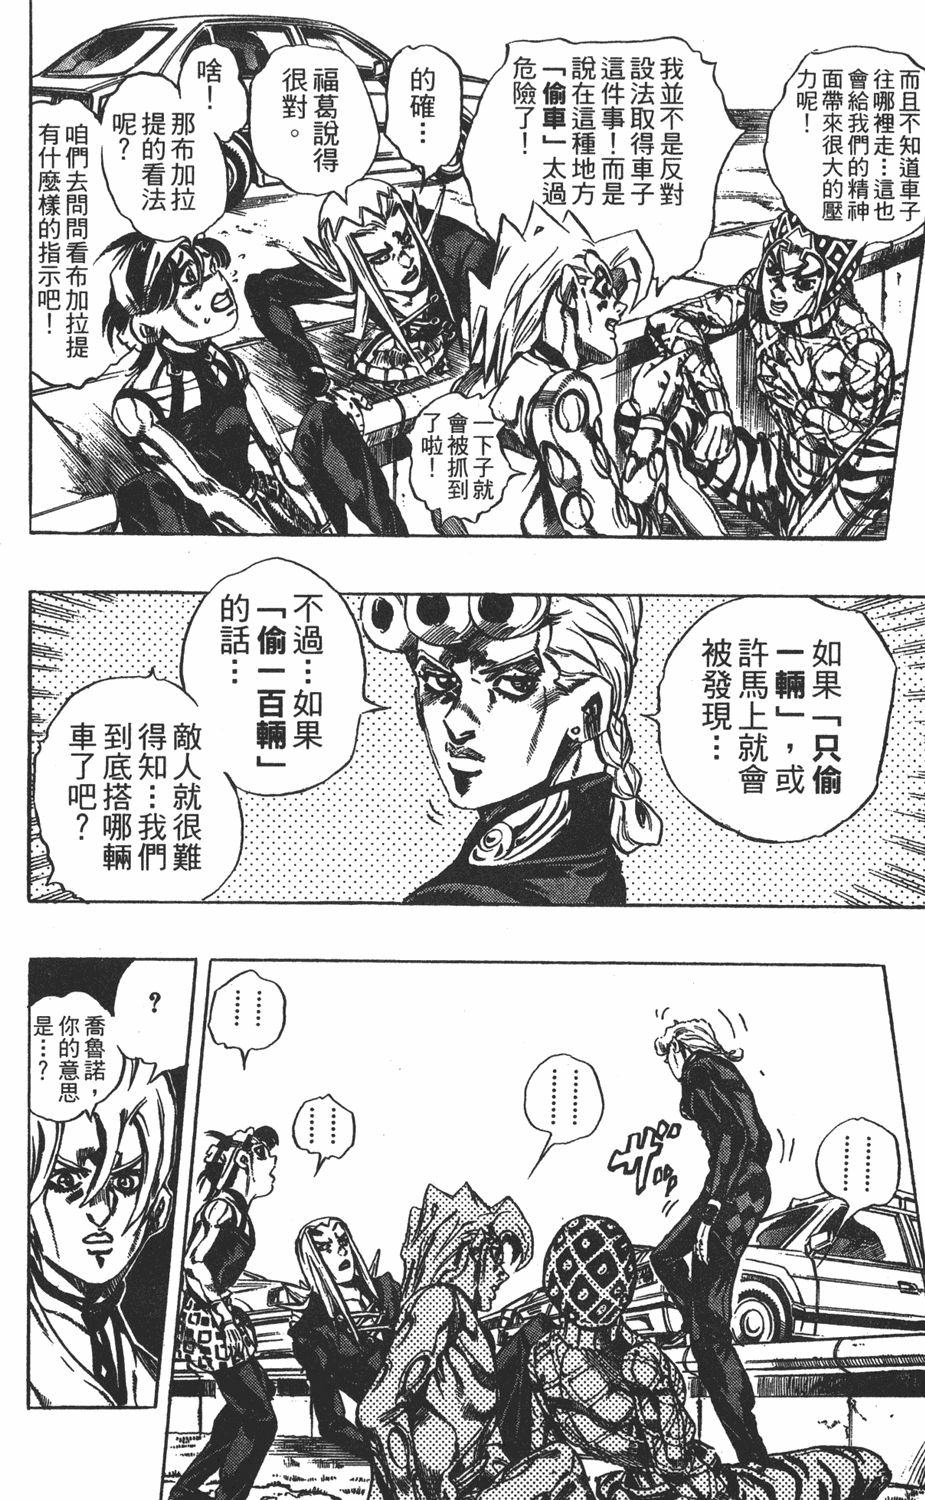 而且不知道車子
往哪裡走…這也
會給我們的精神
面帶來很大的壓
力呢！
我並不是反對
設法取得車子
這件事！而是
說在這種地方
「偷車」太過
危險了！
一下子就
會被抓到
了啦！
的確…
福葛說得
很對。
啥！
那布加拉
提的看法
呢？
咱們去問問看布加拉提
有什麼樣的指示吧！
如果「只偷
一輛」，或
許馬上就會
被發現…
不過…如果
「偷一百輛」
的話…
敵人就很難
得知…我們
到底搭哪輛
車了吧？
ザッ
………
………
………
………
？
喬魯諾，
你的意思
是…？